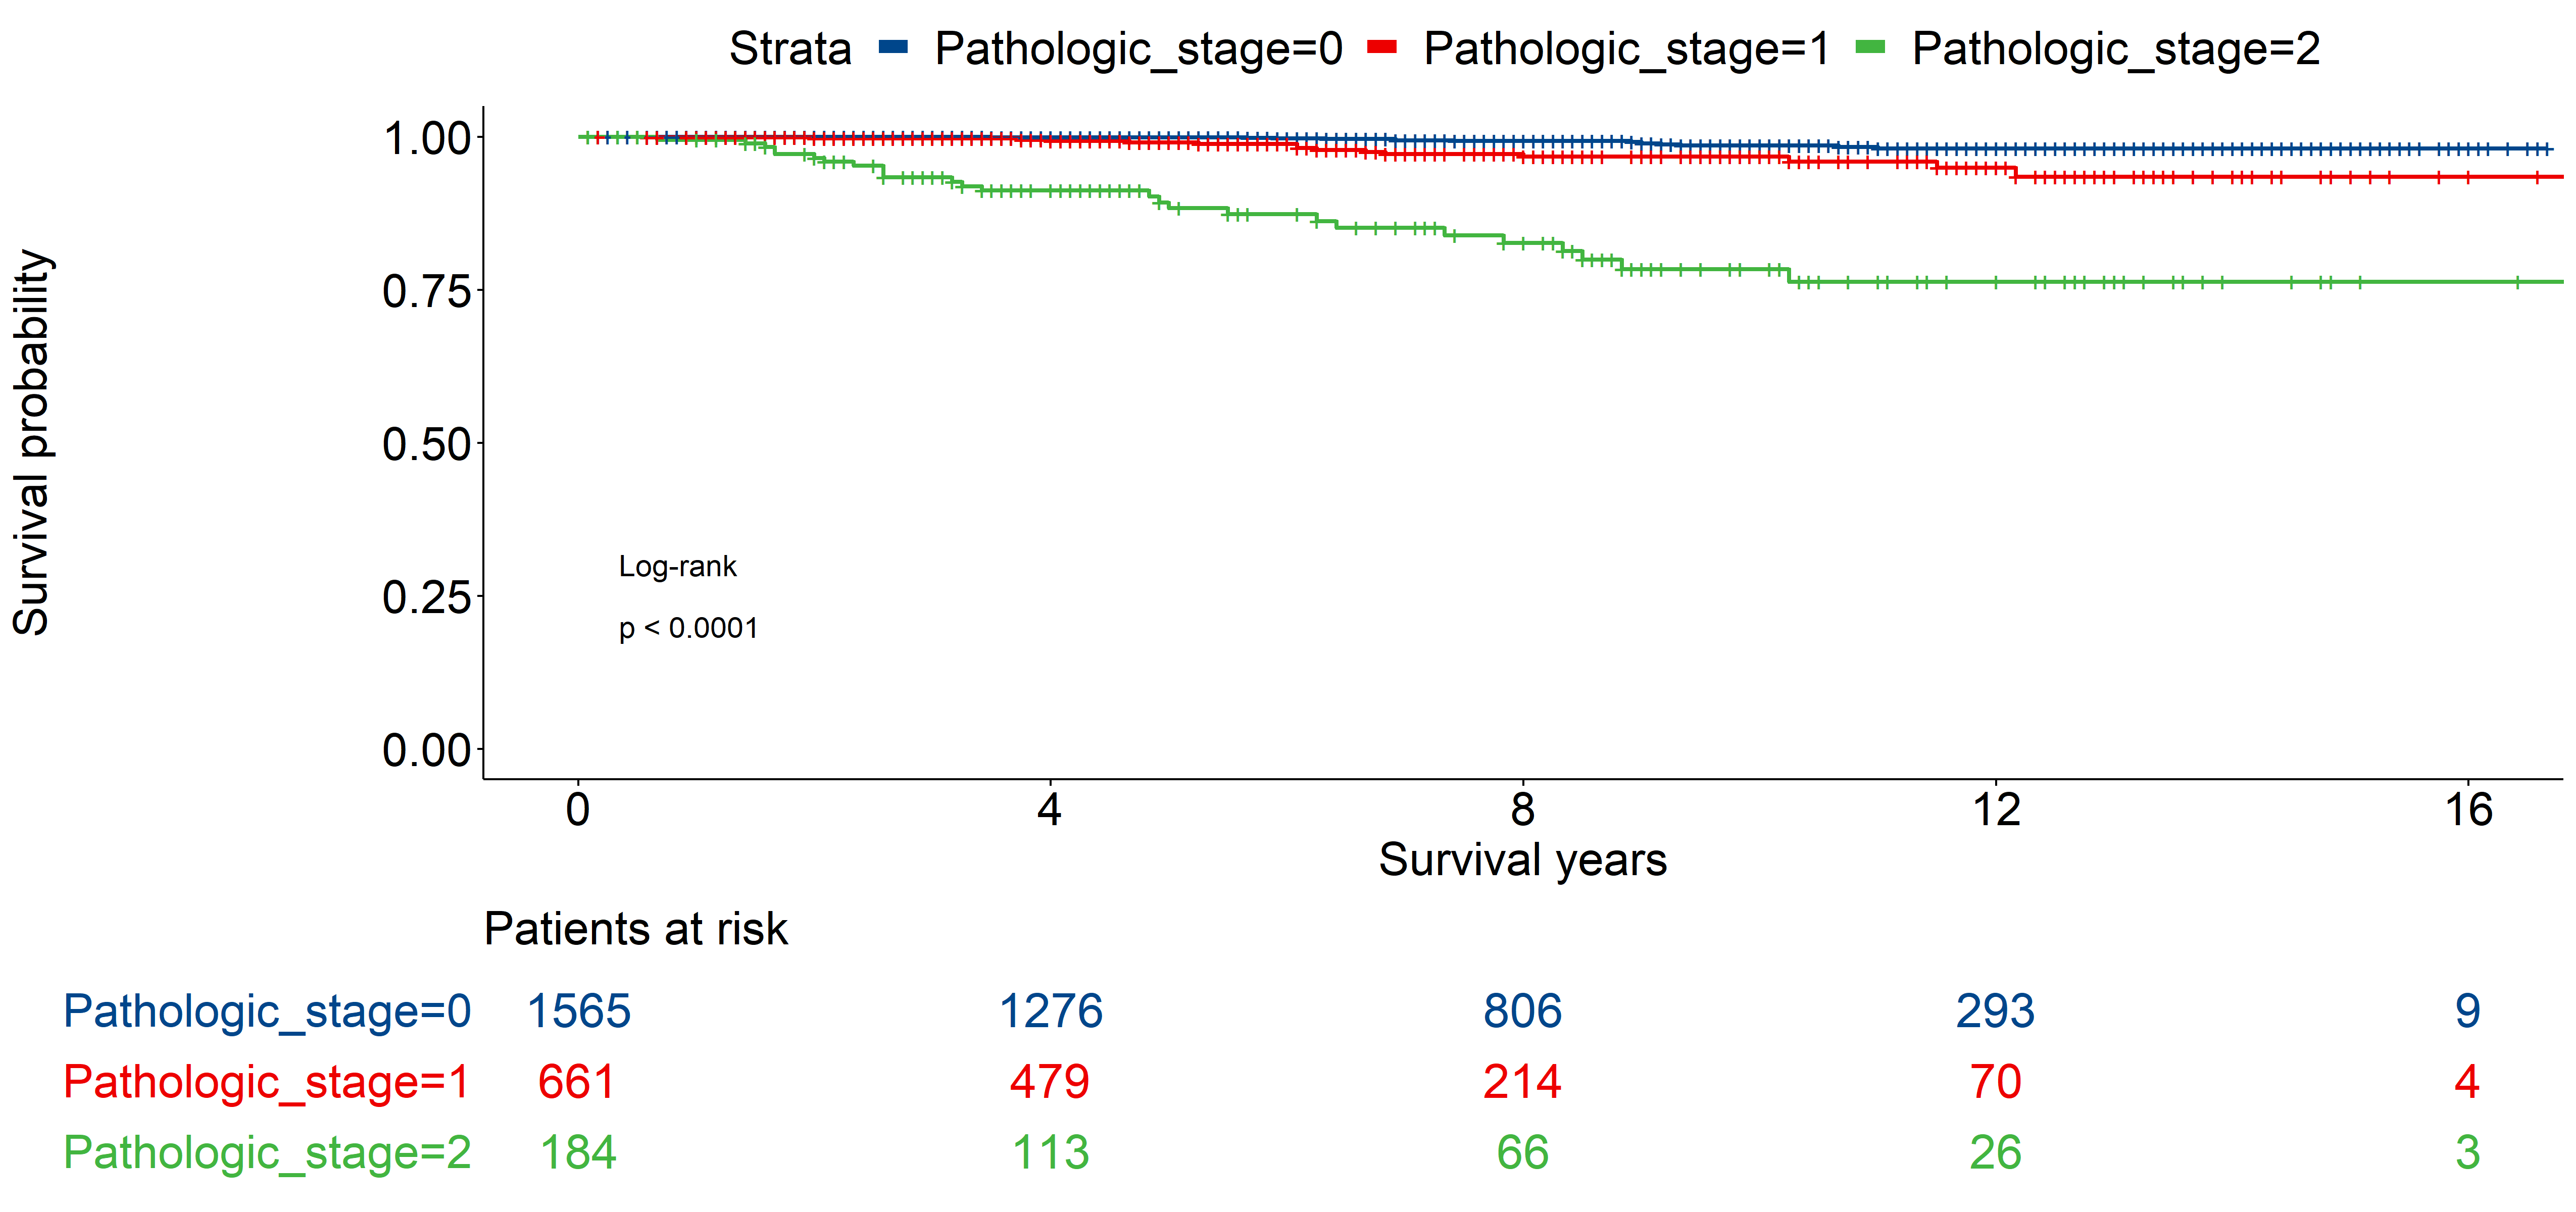 Strata Pathologic_stage=0 Pathologic_stage=1 Pathologic_stage=2
Survival probability
1.00
0.75
0.50
0.25
0.00
Log-rank
p < 0.0001
0 4 8 12 16
Survival years
Patients at risk
Pathologic_stage=0 1565 1276 806 293 9
Pathologic_stage=1 661 479 214 70 4
Pathologic_stage=2 184 113 66 26 3